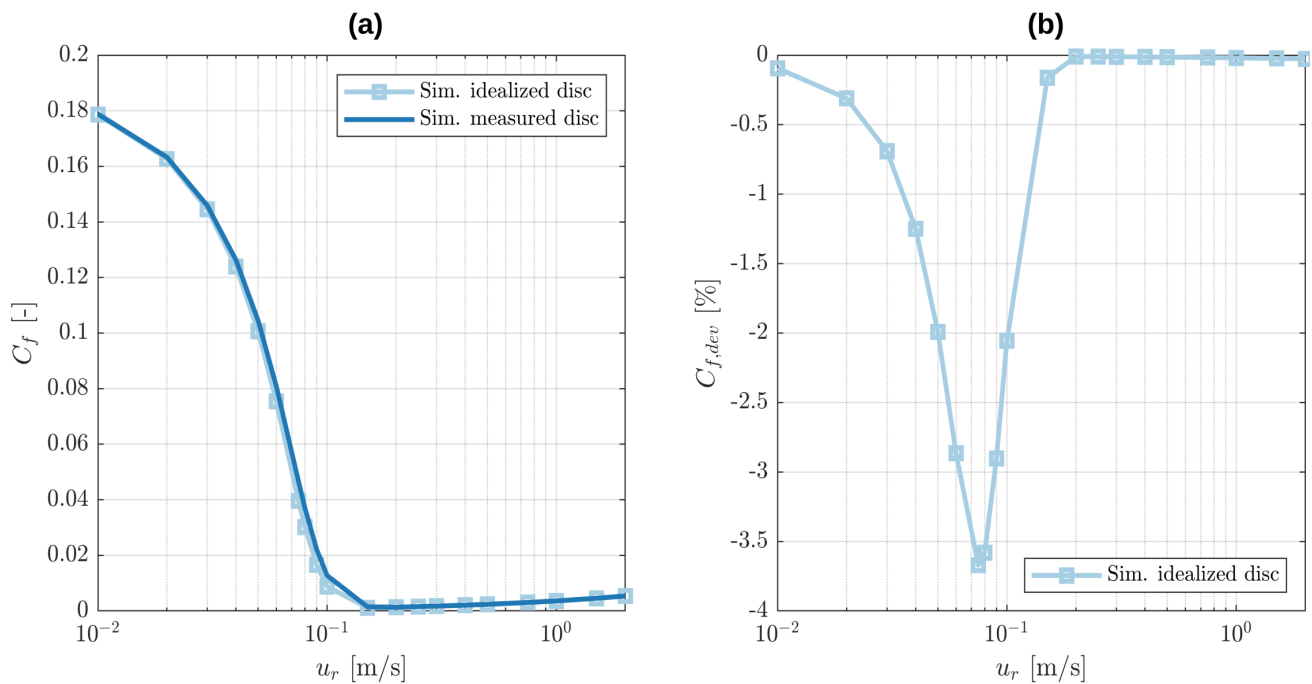 (a)
0.2
0.18
0.16
0.14
0.12
0.1
0.08
0.06
0.04
0.02
0
C_f [-]
10^-2
10^-1
10^0
u_r [m/s]
Sim. idealized disc
Sim. measured disc
(b)
0
-0.5
-1
-1.5
-2
-2.5
-3
-3.5
-4
C_f,dev [%]
10^-2
10^-1
10^0
u_r [m/s]
Sim. idealized disc